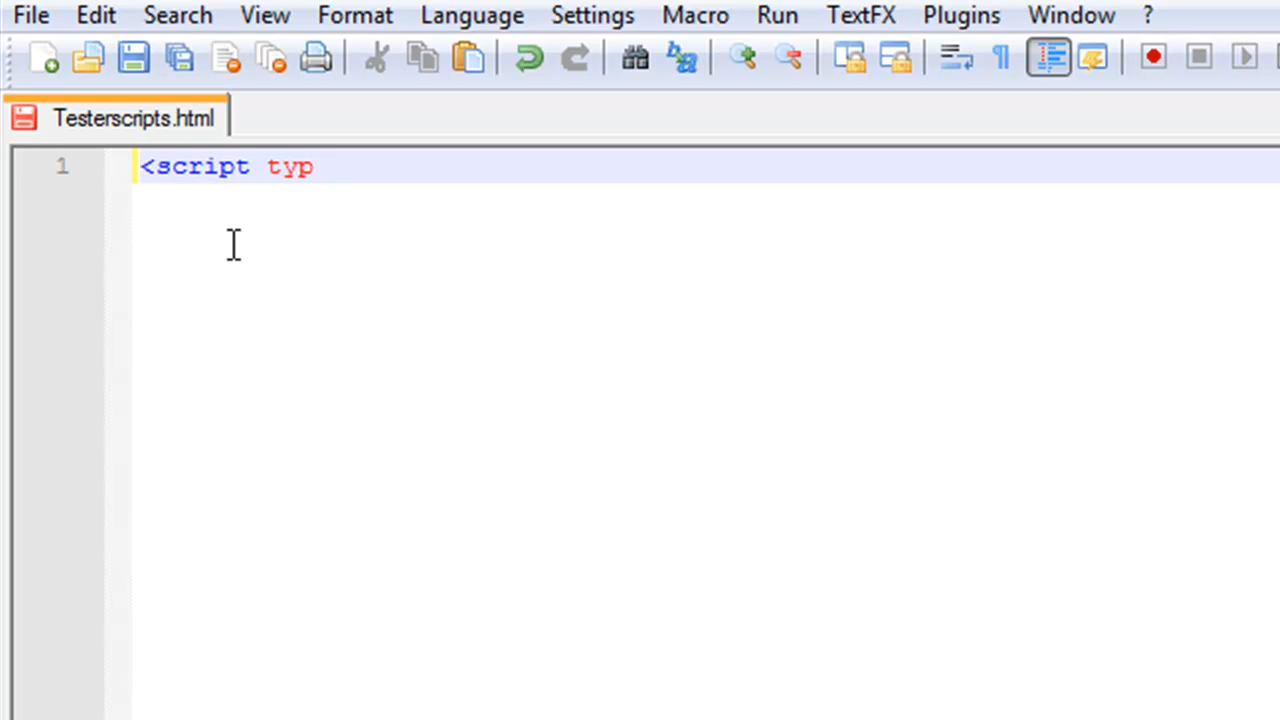 File Edit Search View Format Language Settings Macro Run TextFX Plugins Window ?
Testerscripts.html
1 <script typ